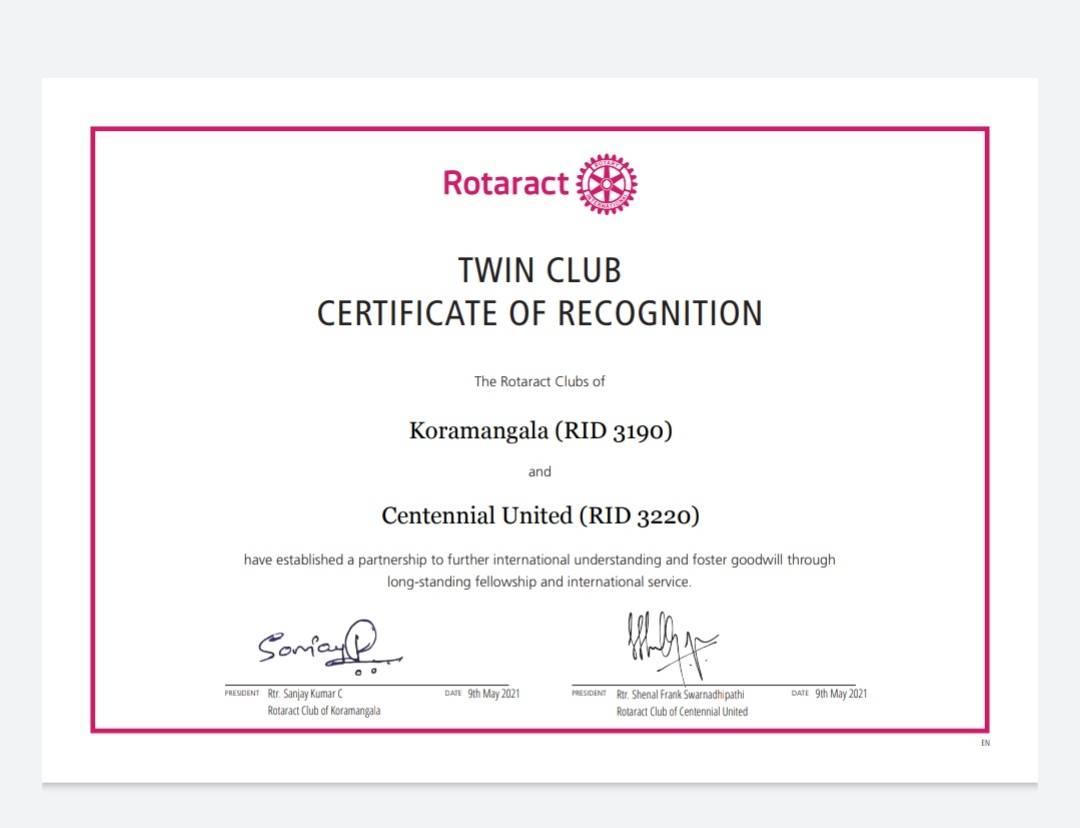 Rotaract
ROTARY
INTERNATIONAL
TWIN CLUB
CERTIFICATE OF RECOGNITION
The Rotaract Clubs of
Koramangala (RID 3190)
and
Centennial United (RID 3220)
have established a partnership to further international understanding and foster goodwill through
long-standing fellowship and international service.
Sanjay
PRESIDENT Rtr. Sanjay Kumar C DATE 9th May 2021
Rotaract Club of Koramangala
PRESIDENT Rtr. Shenal Frank Swarnadhipathi DATE 9th May 2021
Rotaract Club of Centennial United
EN